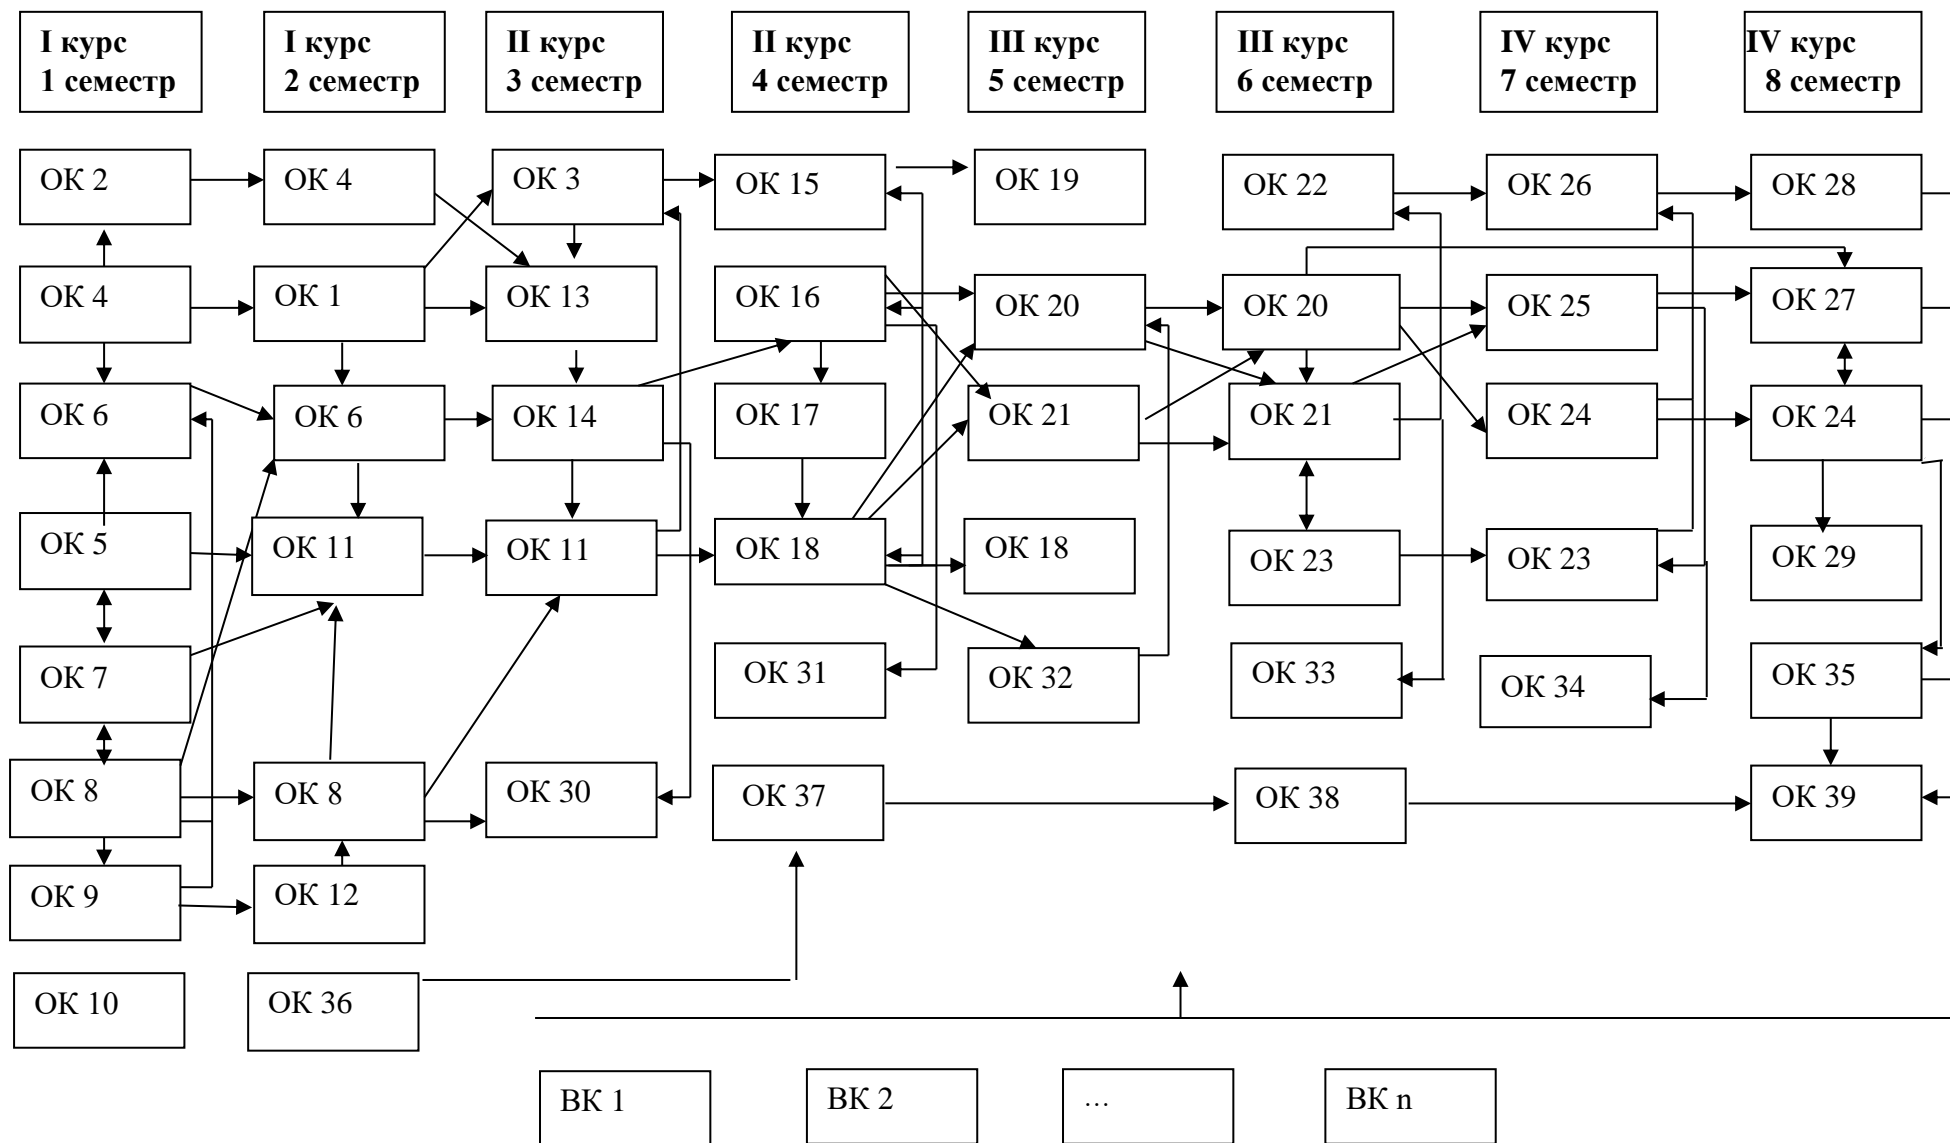 I курс
1 семестр
I курс
2 семестр
II курс
3 семестр
II курс
4 семестр
III курс
5 семестр
III курс
6 семестр
IV курс
7 семестр
IV курс
8 семестр
ОК 2
ОК 4
ОК 3
ОК 15
ОК 19
ОК 22
ОК 26
ОК 28
ОК 4
ОК 1
ОК 13
ОК 16
ОК 20
ОК 20
ОК 25
ОК 27
ОК 6
ОК 6
ОК 14
ОК 17
ОК 21
ОК 21
ОК 24
ОК 24
ОК 5
ОК 11
ОК 11
ОК 18
ОК 18
ОК 23
ОК 23
ОК 29
ОК 7
ОК 31
ОК 32
ОК 33
ОК 34
ОК 35
ОК 8
ОК 8
ОК 30
ОК 37
ОК 38
ОК 39
ОК 9
ОК 12
ОК 10
ОК 36
ВК 1
ВК 2
…
ВК n